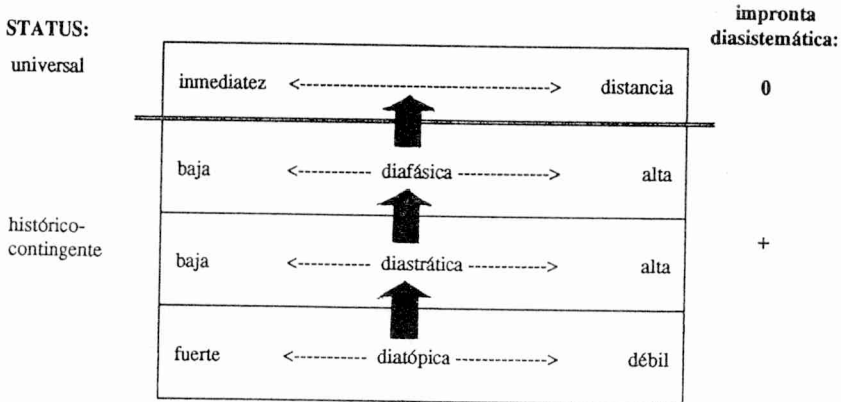 STATUS:
impronta
diasistemática:
universal
inmediatez <-----------------------------------> distancia
0
baja <----------- diafásica -------------> alta
histórico-
contingente
baja <---------- diastrática -------------> alta
+
fuerte <----------- diatópica --------------> débil